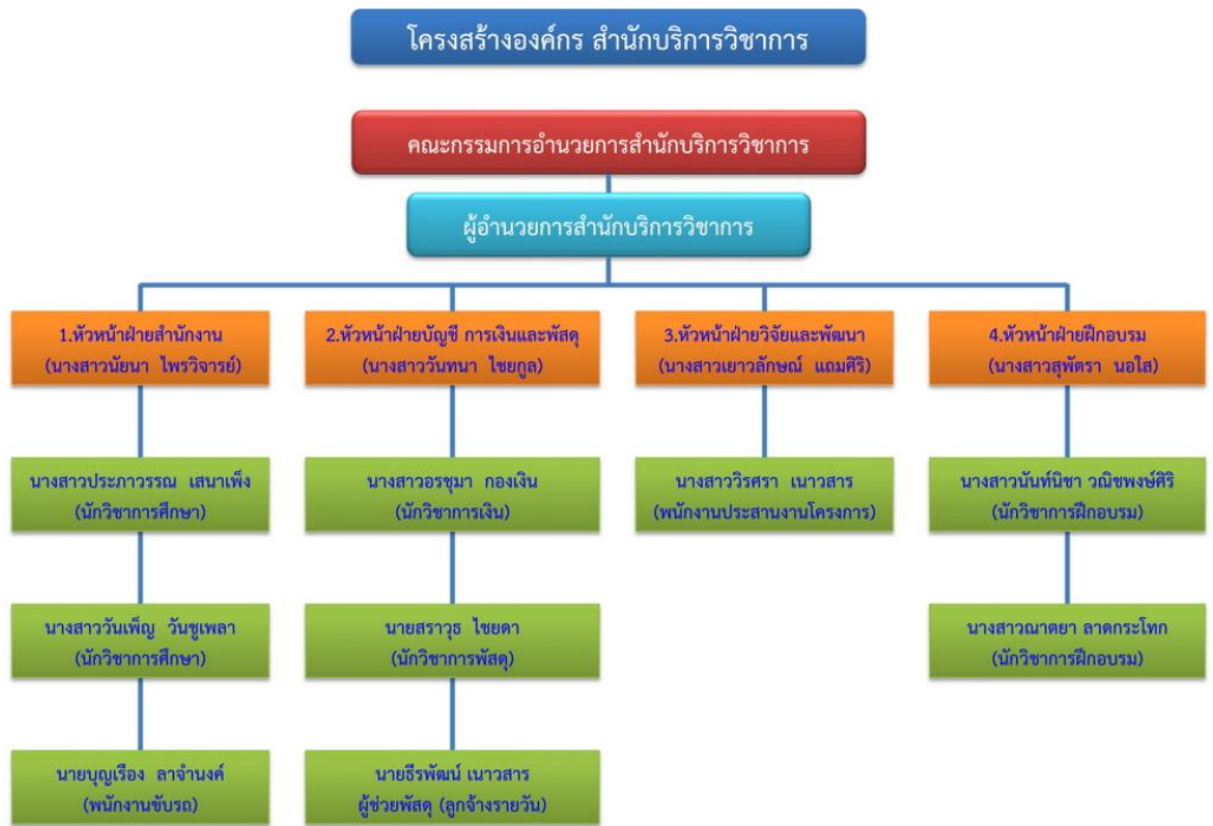 โครงสร้างองค์กร สำนักบริการวิชาการ
คณะกรรมการอำนวยการสำนักบริการวิชาการ
ผู้อำนวยการสำนักบริการวิชาการ
1.หัวหน้าฝ่ายสำนักงาน
(นางสาวนัยนา ไพรวิจารย์)
2.หัวหน้าฝ่ายบัญชี การเงินและพัสดุ
(นางสาววันทนา ไชยกูล)
3.หัวหน้าฝ่ายวิจัยและพัฒนา
(นางสาวเยาวลักษณ์ แถมศิริ)
4.หัวหน้าฝ่ายฝึกอบรม
(นางสาวสุพัตรา นอใส)
นางสาวประภาวรรณ เสนาเพ็ง
(นักวิชาการศึกษา)
นางสาวอรชุมา กองเงิน
(นักวิชาการเงิน)
นางสาววิรศรา เนาวสาร
(พนักงานประสานงานโครงการ)
นางสาวนันท์นิชา วณิชพงษ์ศิริ
(นักวิชาการฝึกอบรม)
นางสาววันเพ็ญ วันชูเพลา
(นักวิชาการศึกษา)
นายสราวุธ ไชยดา
(นักวิชาการพัสดุ)
นางสาวณาตยา ลาดกระโทก
(นักวิชาการฝึกอบรม)
นายบุญเรือง ลาจำนงค์
(พนักงานขับรถ)
นายธีรพัฒน์ เนาวสาร
ผู้ช่วยพัสดุ (ลูกจ้างรายวัน)